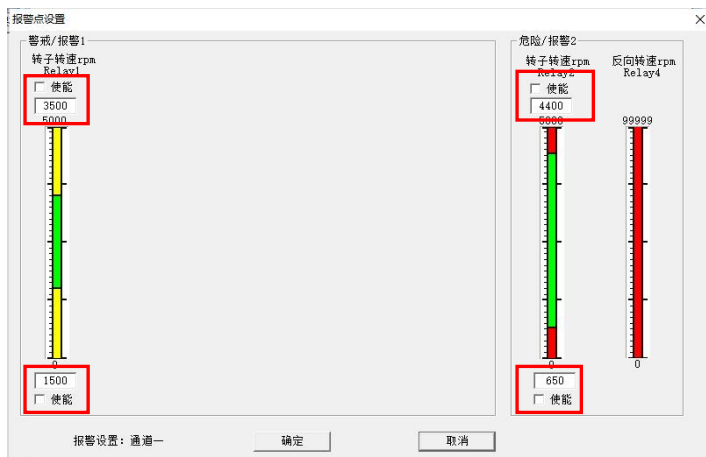 报警点设置
警戒/报警1
转子转速rpm
Relay1
使能
3500
5000
0
1500
使能
危险/报警2
转子转速rpm
Relay2
使能
4400
5000
0
650
使能
反向转速rpm
Relay4
99999
0
报警设置：通道一
确定
取消